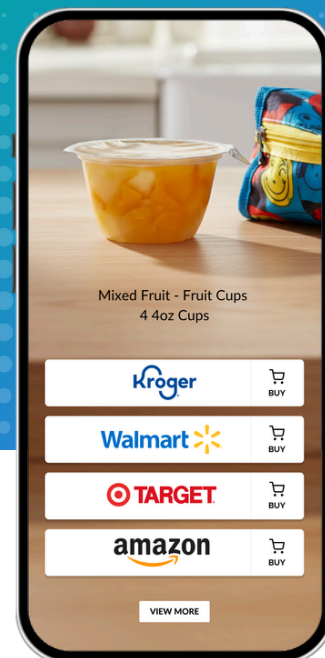 Mixed Fruit - Fruit Cups
4 4oz Cups
Kroger
BUY
Walmart
BUY
TARGET
BUY
amazon
BUY
VIEW MORE